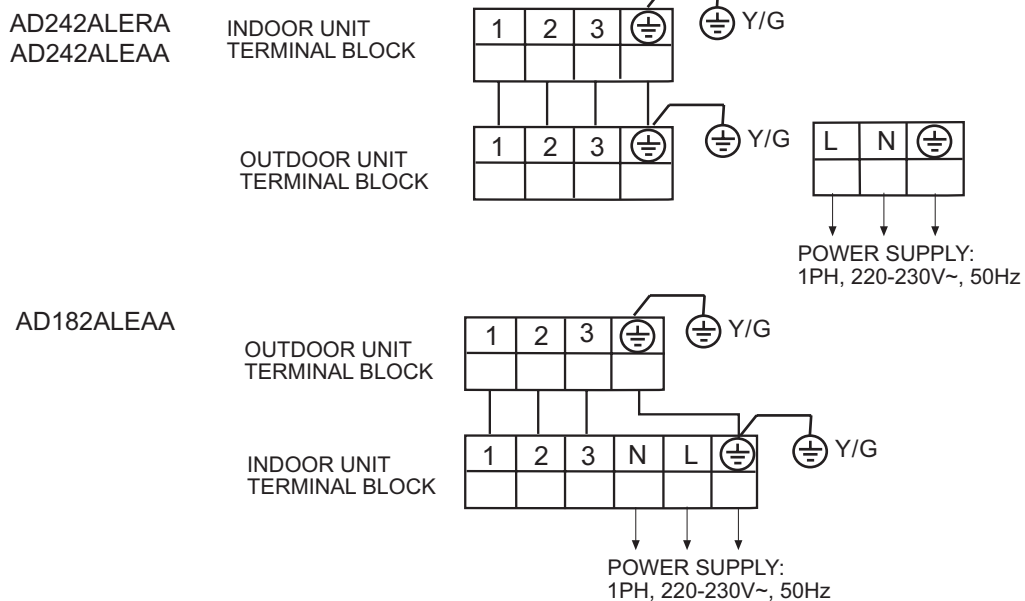 AD242ALERA
AD242ALEAA
INDOOR UNIT
TERMINAL BLOCK
1 2 3
Y/G
OUTDOOR UNIT
TERMINAL BLOCK
1 2 3
Y/G
L N
POWER SUPPLY:
1PH, 220-230V~, 50Hz
AD182ALEAA
OUTDOOR UNIT
TERMINAL BLOCK
1 2 3
Y/G
INDOOR UNIT
TERMINAL BLOCK
1 2 3 N L
Y/G
POWER SUPPLY:
1PH, 220-230V~, 50Hz